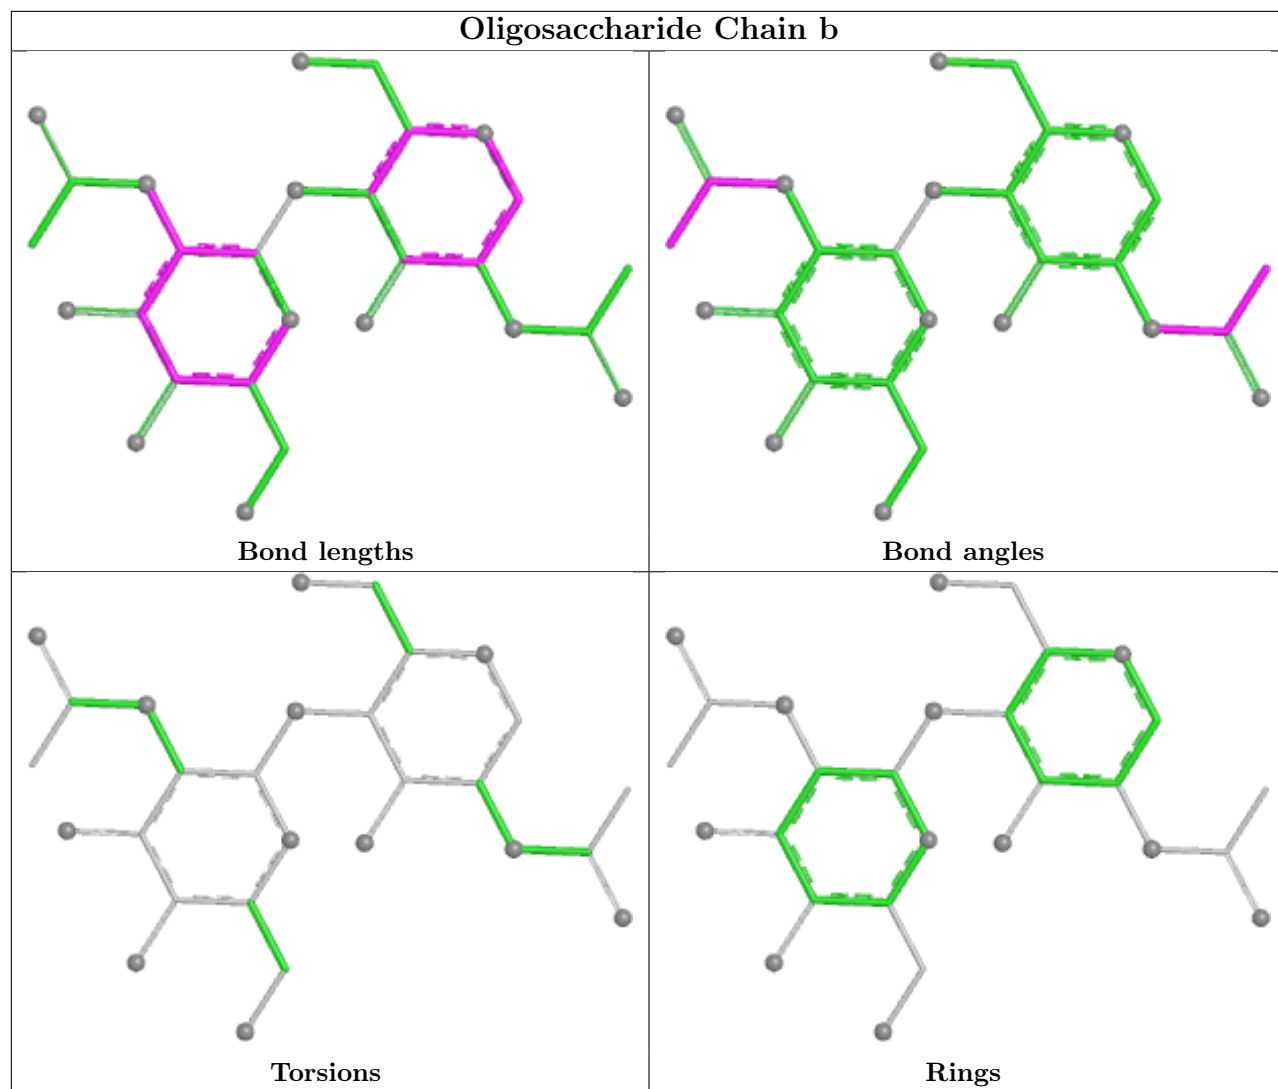 Oligosaccharide Chain b
Bond lengths
Bond angles
Torsions
Rings